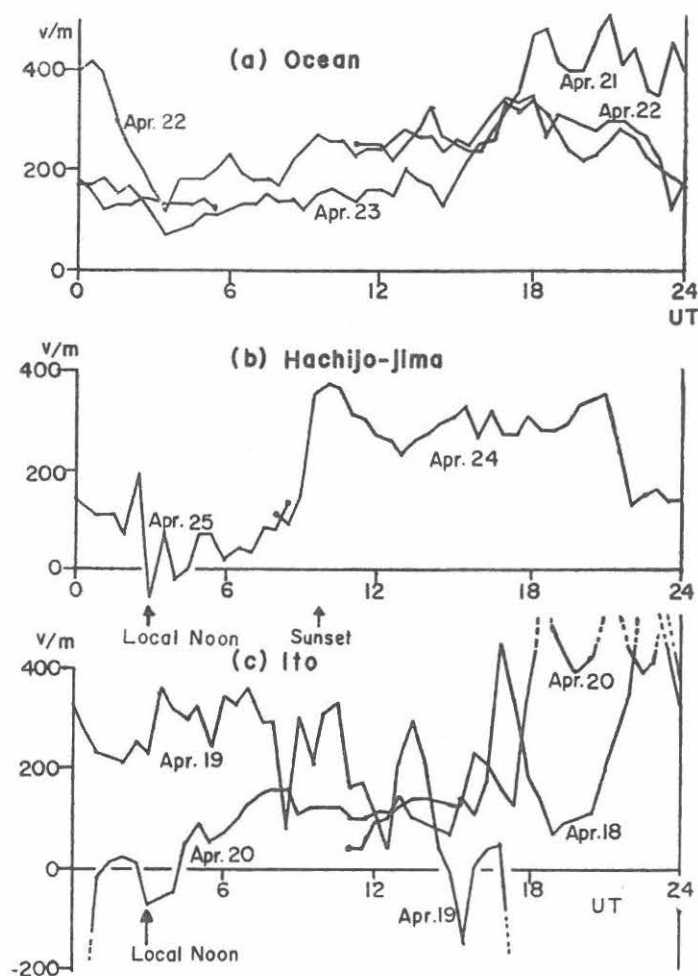 v/m
(a) Ocean
400
Apr. 22
Apr. 21
Apr. 22
200
Apr. 23
0
0 6 12 18 24
UT
v/m
(b) Hachijo-jima
400
200
Apr. 25
Apr. 24
0
0 6 12 18 24
Local Noon Sunset
v/m
(c) Ito
400
Apr. 20
Apr. 19
200
Apr. 20
Apr. 18
0
6 12 18 24
Apr. 19
UT
Local Noon
-200